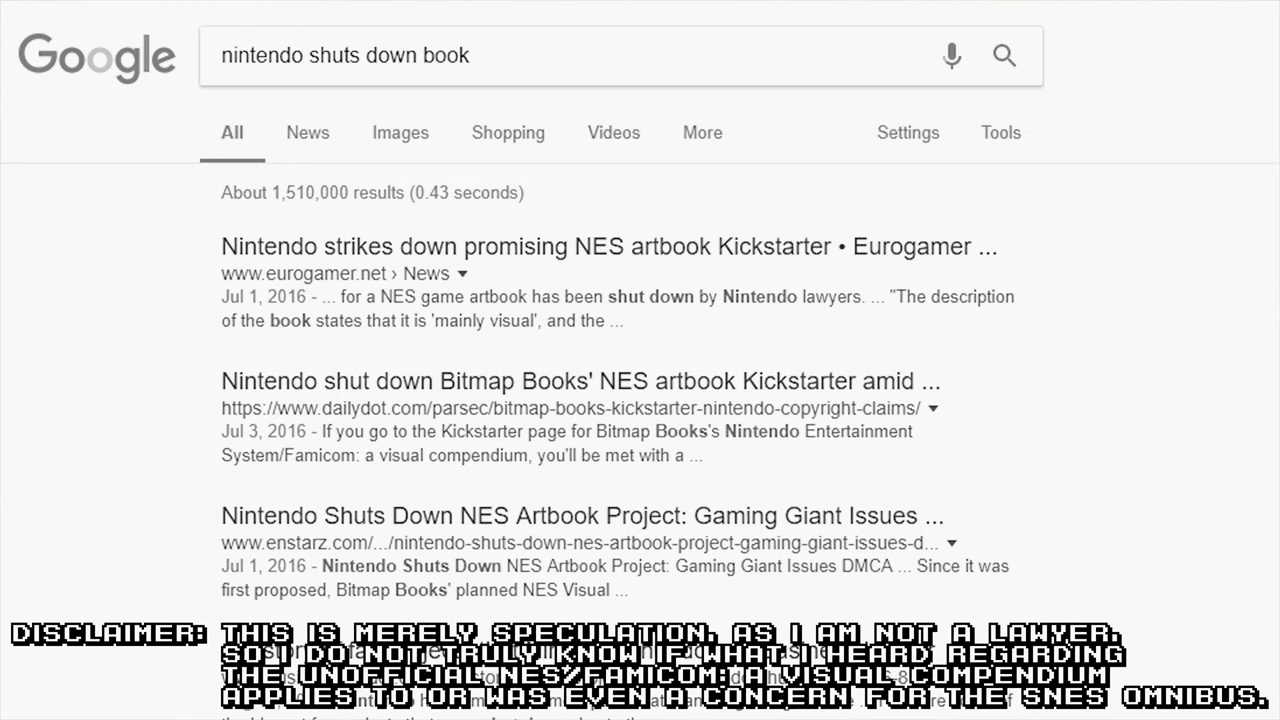 Google
nintendo shuts down book
All News Images Shopping Videos More Settings Tools
About 1,510,000 results (0.43 seconds)
Nintendo strikes down promising NES artbook Kickstarter • Eurogamer ...
www.eurogamer.net › News
Jul 1, 2016 - ... for a NES game artbook has been shut down by Nintendo lawyers. ... "The description
of the book states that it is 'mainly visual', and the ...
Nintendo shut down Bitmap Books' NES artbook Kickstarter amid ...
https://www.dailydot.com/parsec/bitmap-books-kickstarter-nintendo-copyright-claims/
Jul 3, 2016 - If you go to the Kickstarter page for Bitmap Books's Nintendo Entertainment
System/Famicom: a visual compendium, you'll be met with a ...
Nintendo Shuts Down NES Artbook Project: Gaming Giant Issues ...
www.enstarz.com/.../nintendo-shuts-down-nes-artbook-project-gaming-giant-issues-d...
Jul 1, 2016 - Nintendo Shuts Down NES Artbook Project: Gaming Giant Issues DMCA ... Since it was
first proposed, Bitmap Books' planned NES Visual ...
DISCLAIMER: THIS IS MERELY SPECULATION, AS I AM NOT A LAWYER,
SO I DO NOT TRULY KNOW IF WHAT I HEARD REGARDING
THE UNOFFICIAL NES/FAMICOM: A VISUAL COMPENDIUM
APPLIES TO OR WAS EVEN A CONCERN FOR THE SNES OMNIBUS.